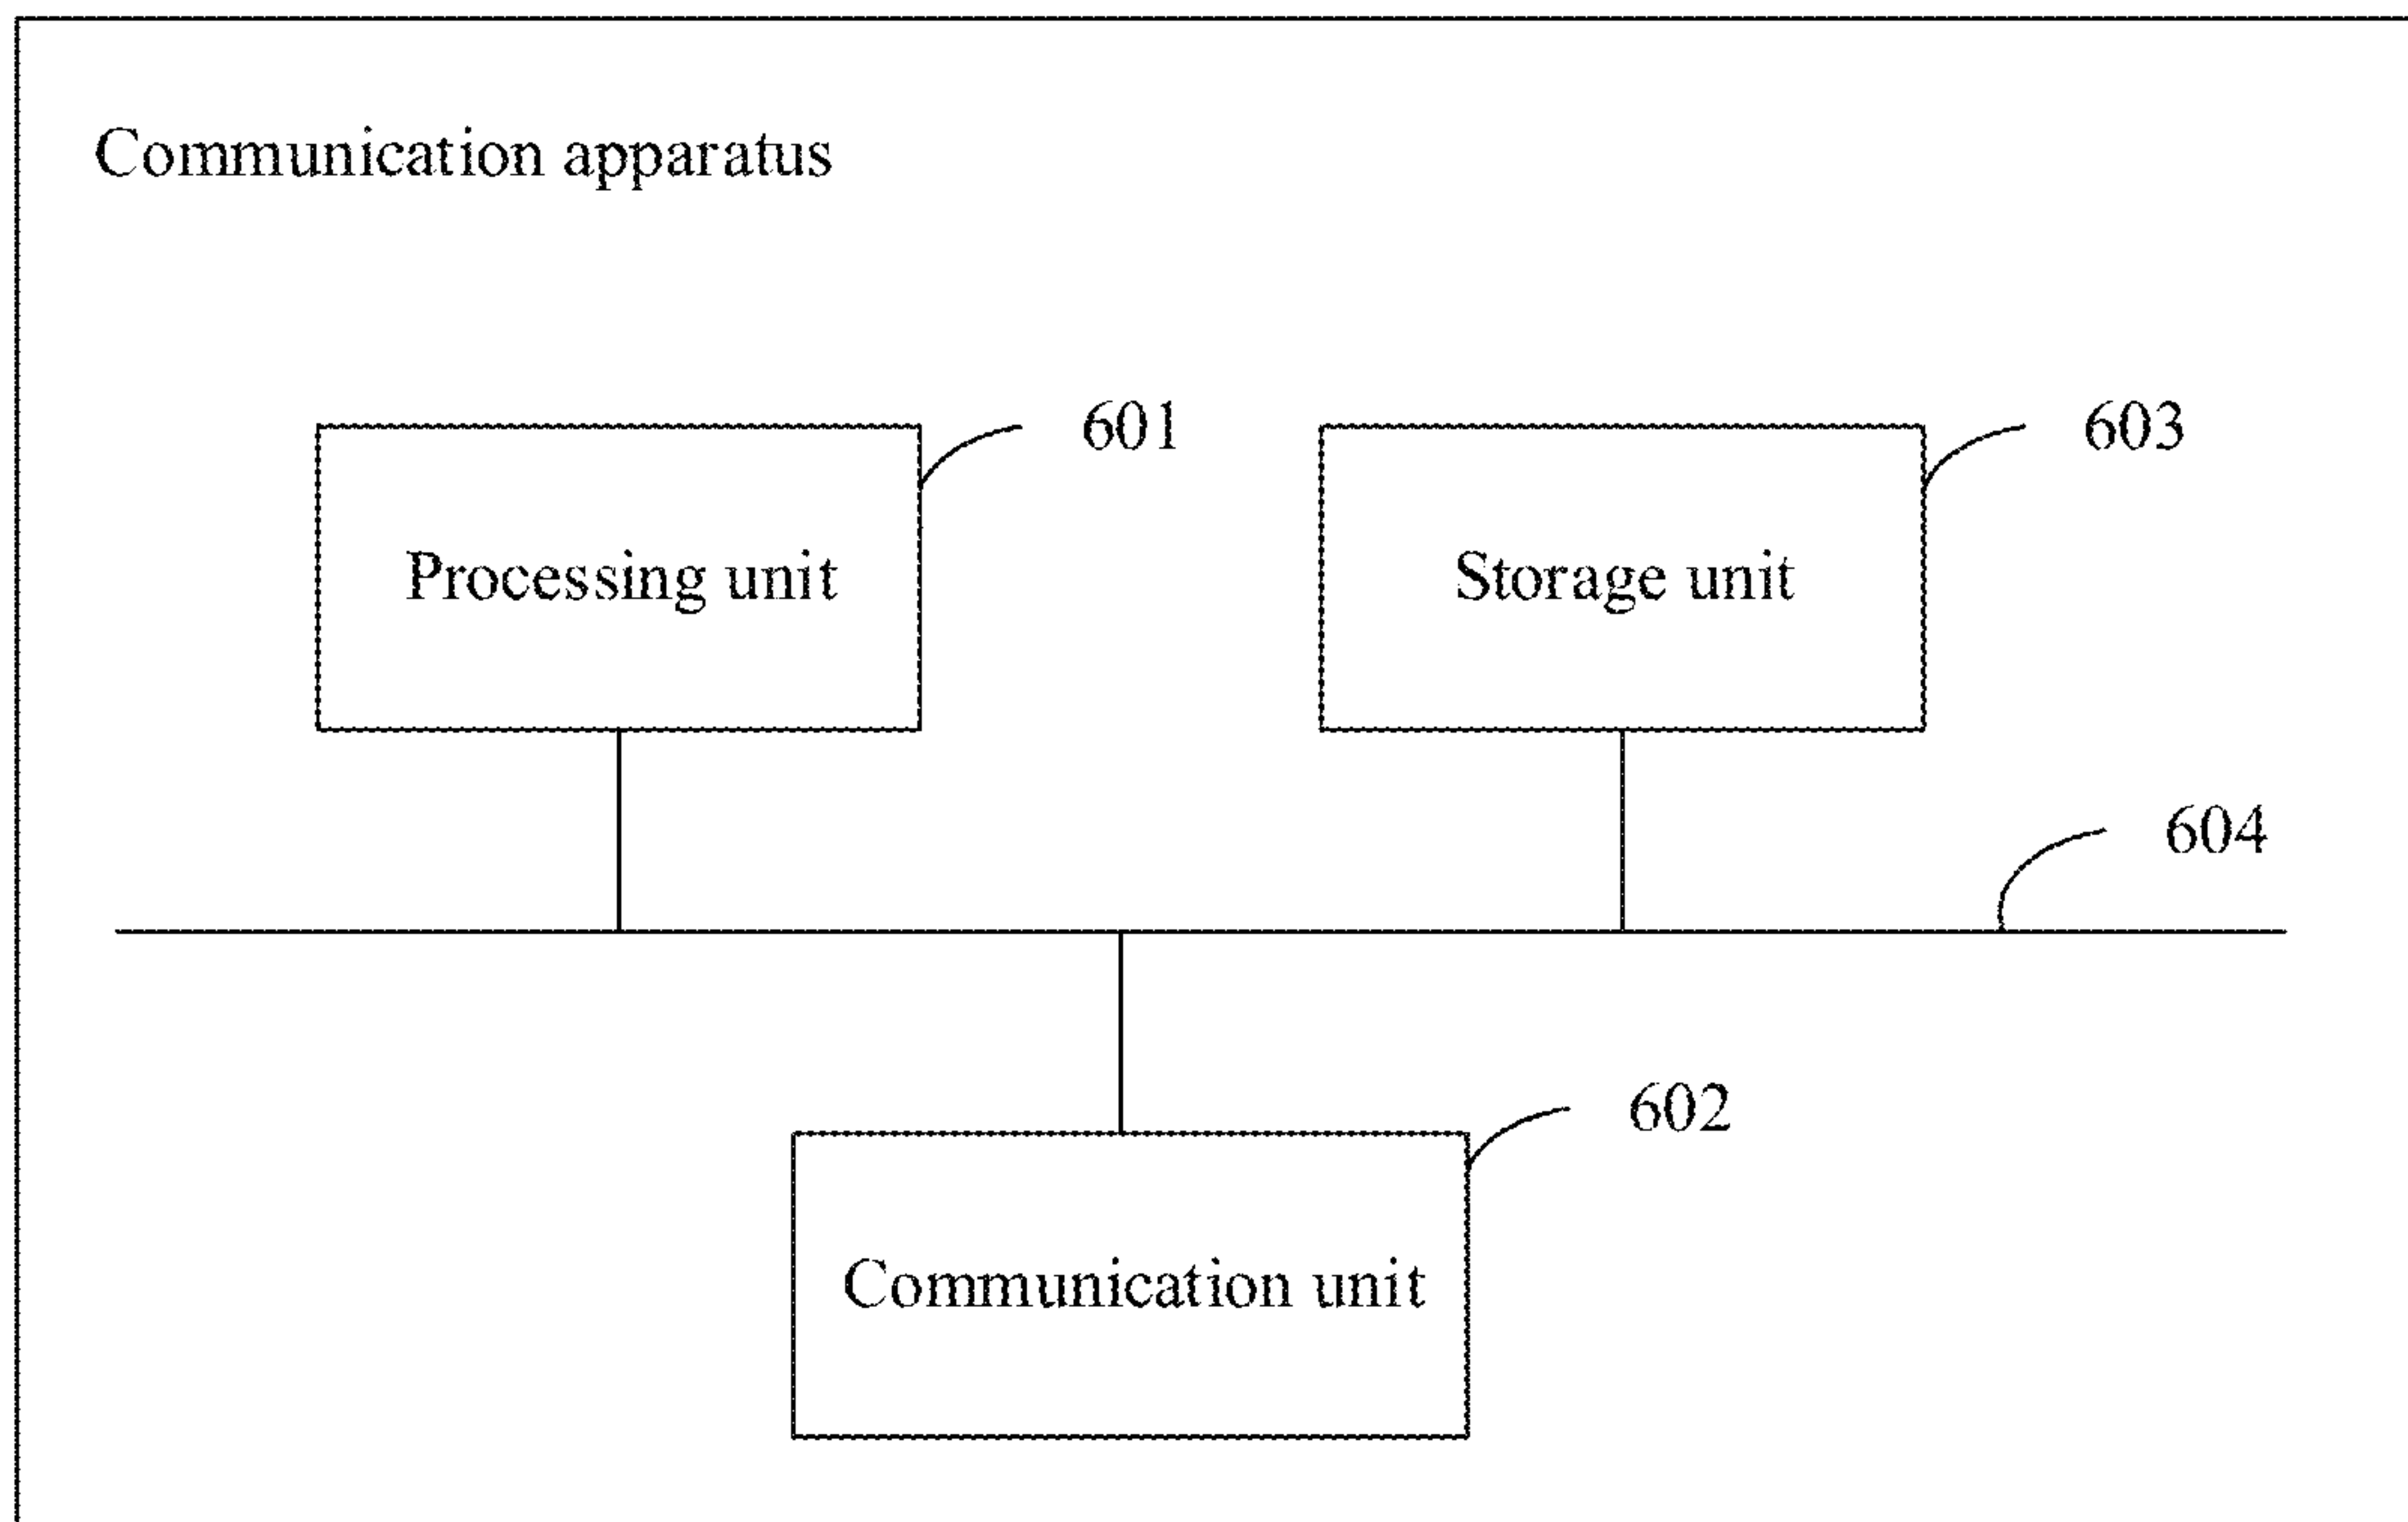 Communication apparatus
601
603
Processing unit
Storage unit
604
602
Communication unit